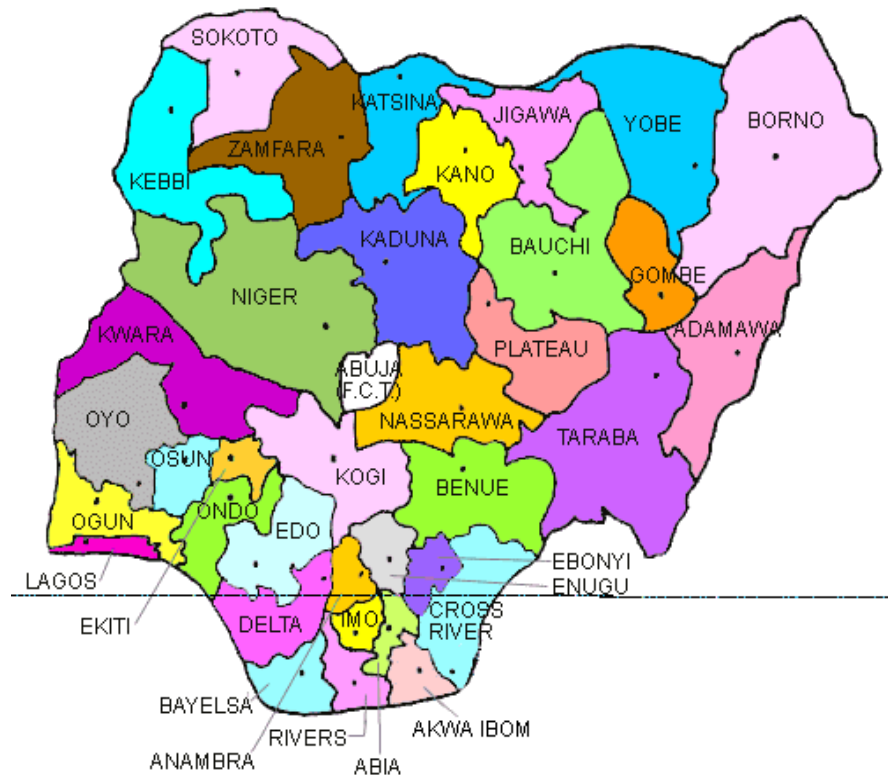 SOKOTO
KATSINA
JIGAWA
YOBE
BORNO
ZAMFARA
KANO
KEBBI
KADUNA
BAUCHI
GOMBE
NIGER
ADAMAWA
KWARA
PLATEAU
ABUJA
(F.C.T.)
NASSARAWA
OYO
TARABA
OSUN
KOGI
BENUE
ONDO
OGUN
EDO
EBONYI
LAGOS
ENUGU
EKITI
DELTA
IMO
CROSS
RIVER
BAYELSA
RIVERS
AKWA IBOM
ANAMBRA
ABIA